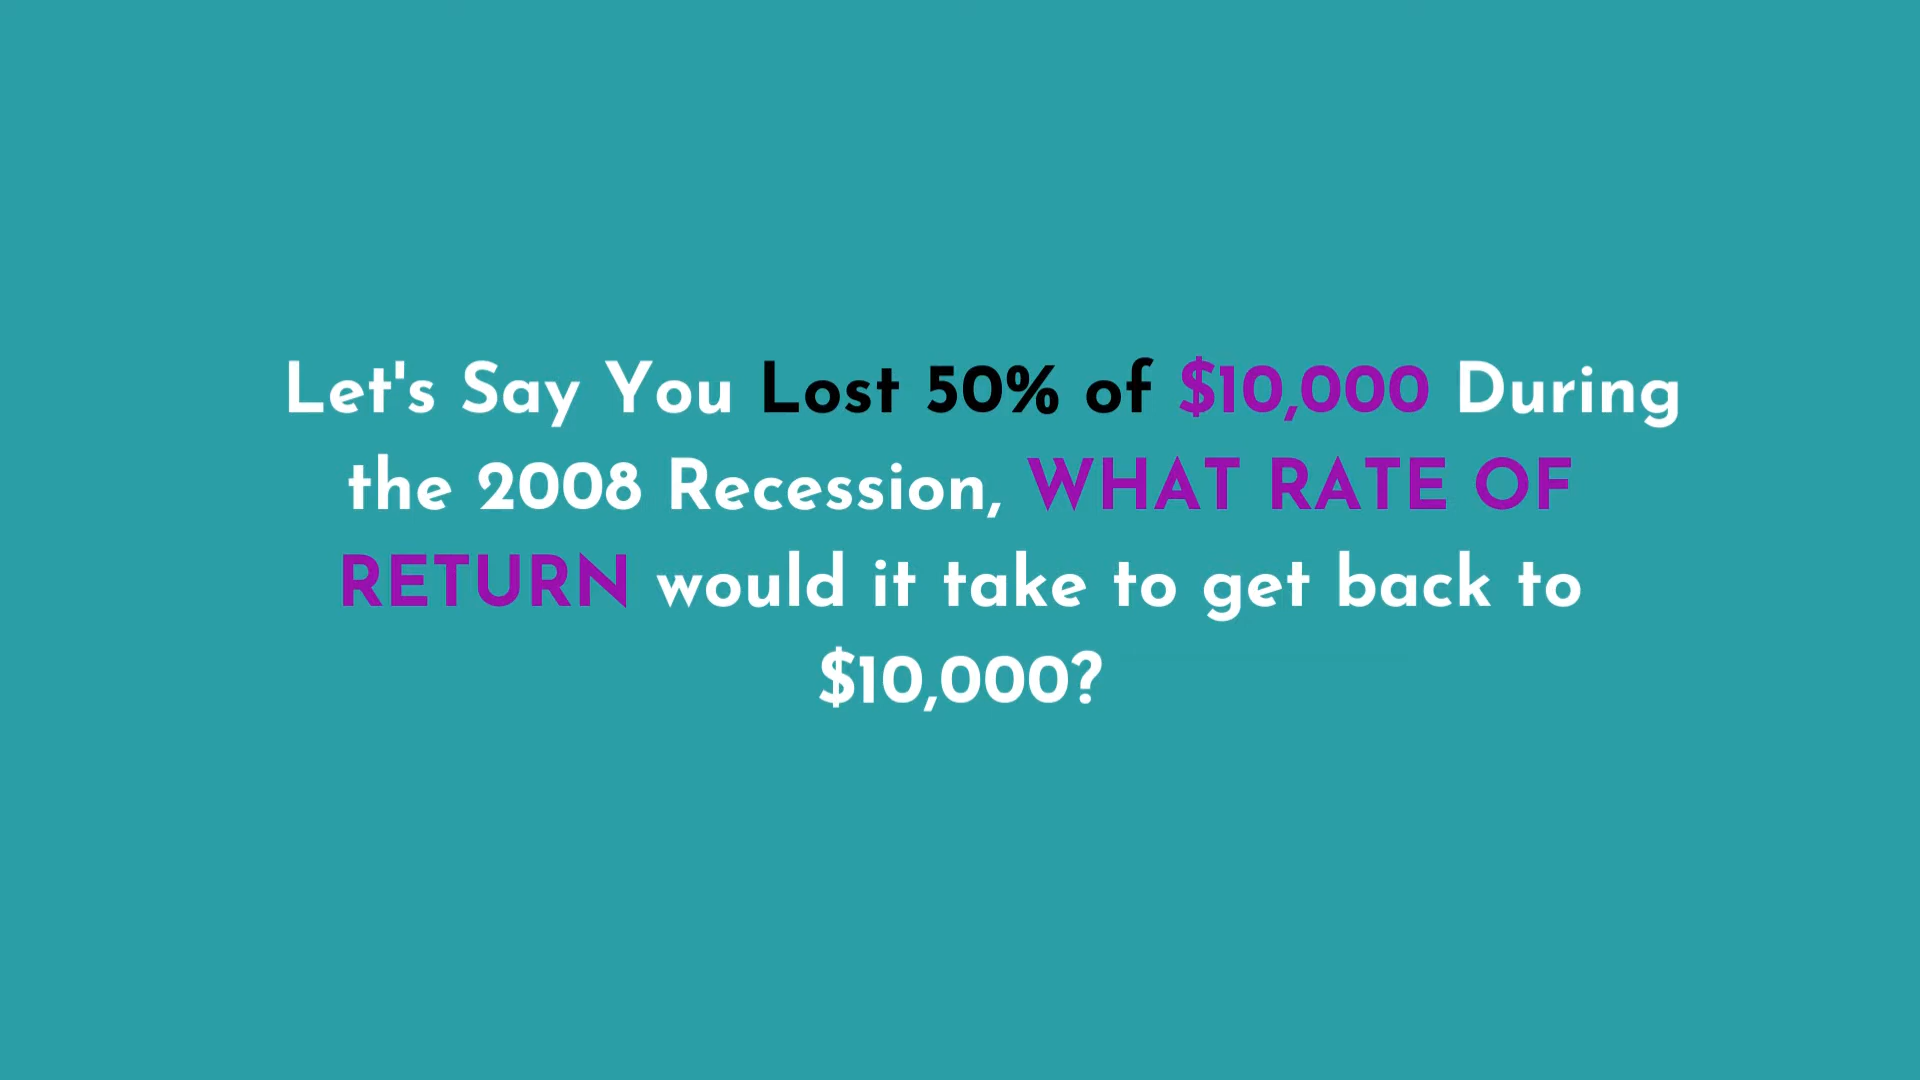 Let's Say You Lost 50% of $10,000 During
the 2008 Recession, WHAT RATE OF
RETURN would it take to get back to
$10,000?